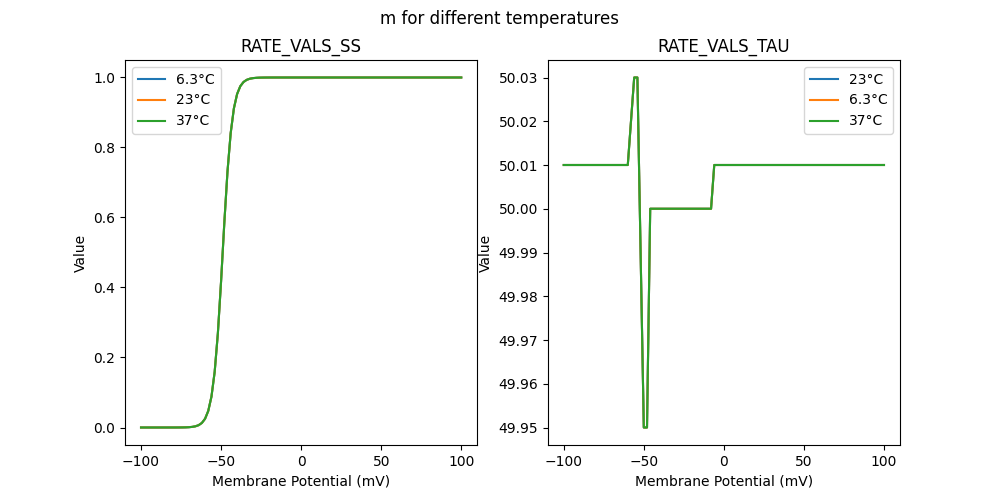 m for different temperatures
RATE_VALS_SS
1.0
0.8
0.6
0.4
0.2
0.0
Value
−100
−50
0
50
100
Membrane Potential (mV)
6.3°C
23°C
37°C
RATE_VALS_TAU
50.03
50.02
50.01
50.00
49.99
49.98
49.97
49.96
49.95
Value
−100
−50
0
50
100
Membrane Potential (mV)
23°C
6.3°C
37°C